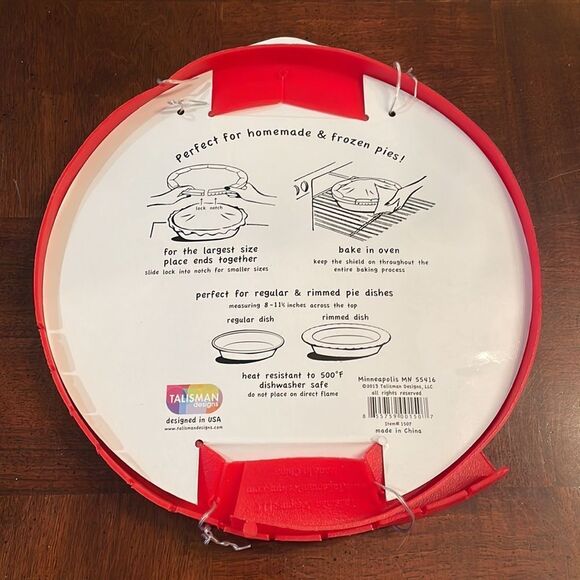 Perfect for homemade & frozen pies!
lock notch
for the largest size
place ends together
slide lock into notch for smaller sizes
bake in oven
keep the shield on throughout the
entire baking process
perfect for regular & rimmed pie dishes
measuring 8-11½ inches across the top
regular dish
rimmed dish
heat resistant to 500°F
dishwasher safe
do not place on direct flame
TALISMAN
designs
designed in USA
www.talismandesigns.com
Minneapolis MN 55416
©2013 Talisman Designs, LLC
all rights reserved
Item# 1507
made in China